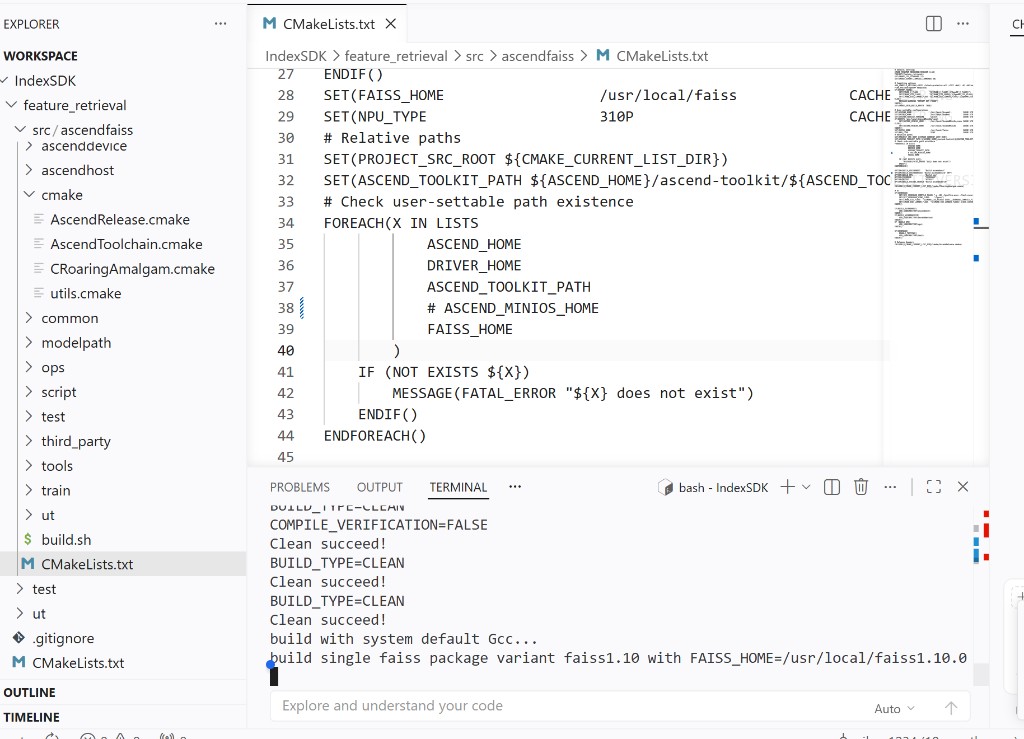 EXPLORER
WORKSPACE
IndexSDK
feature_retrieval
src / ascendfaiss
ascenddevice
ascendhost
cmake
AscendRelease.cmake
AscendToolchain.cmake
CRoaringAmalgam.cmake
utils.cmake
common
modelpath
ops
script
test
third_party
tools
train
ut
$ build.sh
M CMakeLists.txt
test
ut
.gitignore
M CMakeLists.txt
OUTLINE
TIMELINE
M CMakeLists.txt
IndexSDK > feature_retrieval > src > ascendfaiss > M CMakeLists.txt
27 ENDIF()
28 SET(FAISS_HOME /usr/local/faiss CACHE
29 SET(NPU_TYPE 310P CACHE
30 # Relative paths
31 SET(PROJECT_SRC_ROOT ${CMAKE_CURRENT_LIST_DIR})
32 SET(ASCEND_TOOLKIT_PATH ${ASCEND_HOME}/ascend-toolkit/${ASCEND_TOO
33 # Check user-settable path existence
34 FOREACH(X IN LISTS
35 ASCEND_HOME
36 DRIVER_HOME
37 ASCEND_TOOLKIT_PATH
38 # ASCEND_MINIOS_HOME
39 FAISS_HOME
40 )
41 IF (NOT EXISTS ${X})
42 MESSAGE(FATAL_ERROR "${X} does not exist")
43 ENDIF()
44 ENDFOREACH()
45
PROBLEMS OUTPUT TERMINAL ··· bash - IndexSDK
BUILD_TYPE=CLEAN
COMPILE_VERIFICATION=FALSE
Clean succeed!
BUILD_TYPE=CLEAN
Clean succeed!
BUILD_TYPE=CLEAN
Clean succeed!
build with system default Gcc...
build single faiss package variant faiss1.10 with FAISS_HOME=/usr/local/faiss1.10.0
Explore and understand your code
Auto
CH